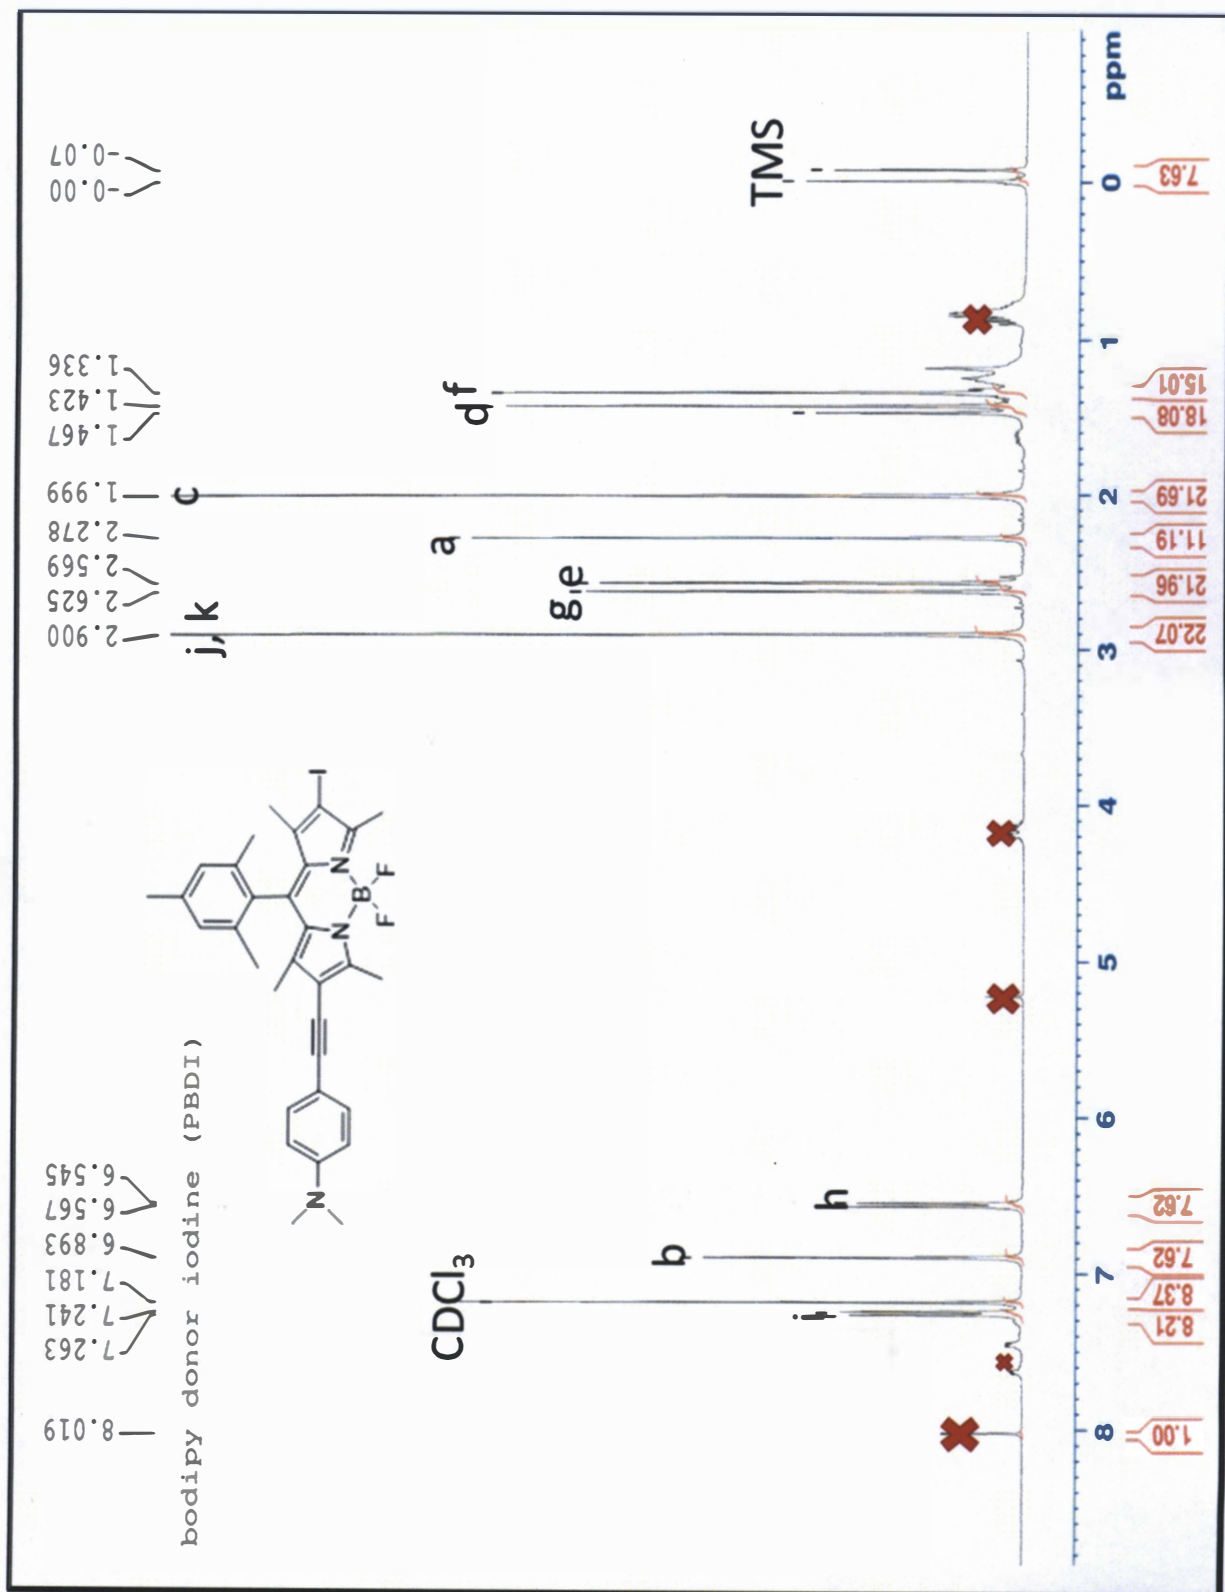 8.019
7.263
7.241
7.181
6.893
6.567
6.545
2.900
2.625
2.569
2.278
1.999
1.467
1.423
1.336
-0.00
-0.07
bodipy donor iodine (PBDI)
N
N
N
B
F
F
I
CDCl3
i
b
h
j, k
g,e
a
c
d f
TMS
8
7
6
5
4
3
2
1
0
ppm
1.00
8.21
8.37
7.62
7.62
22.07
21.96
11.19
21.69
18.08
15.01
7.63